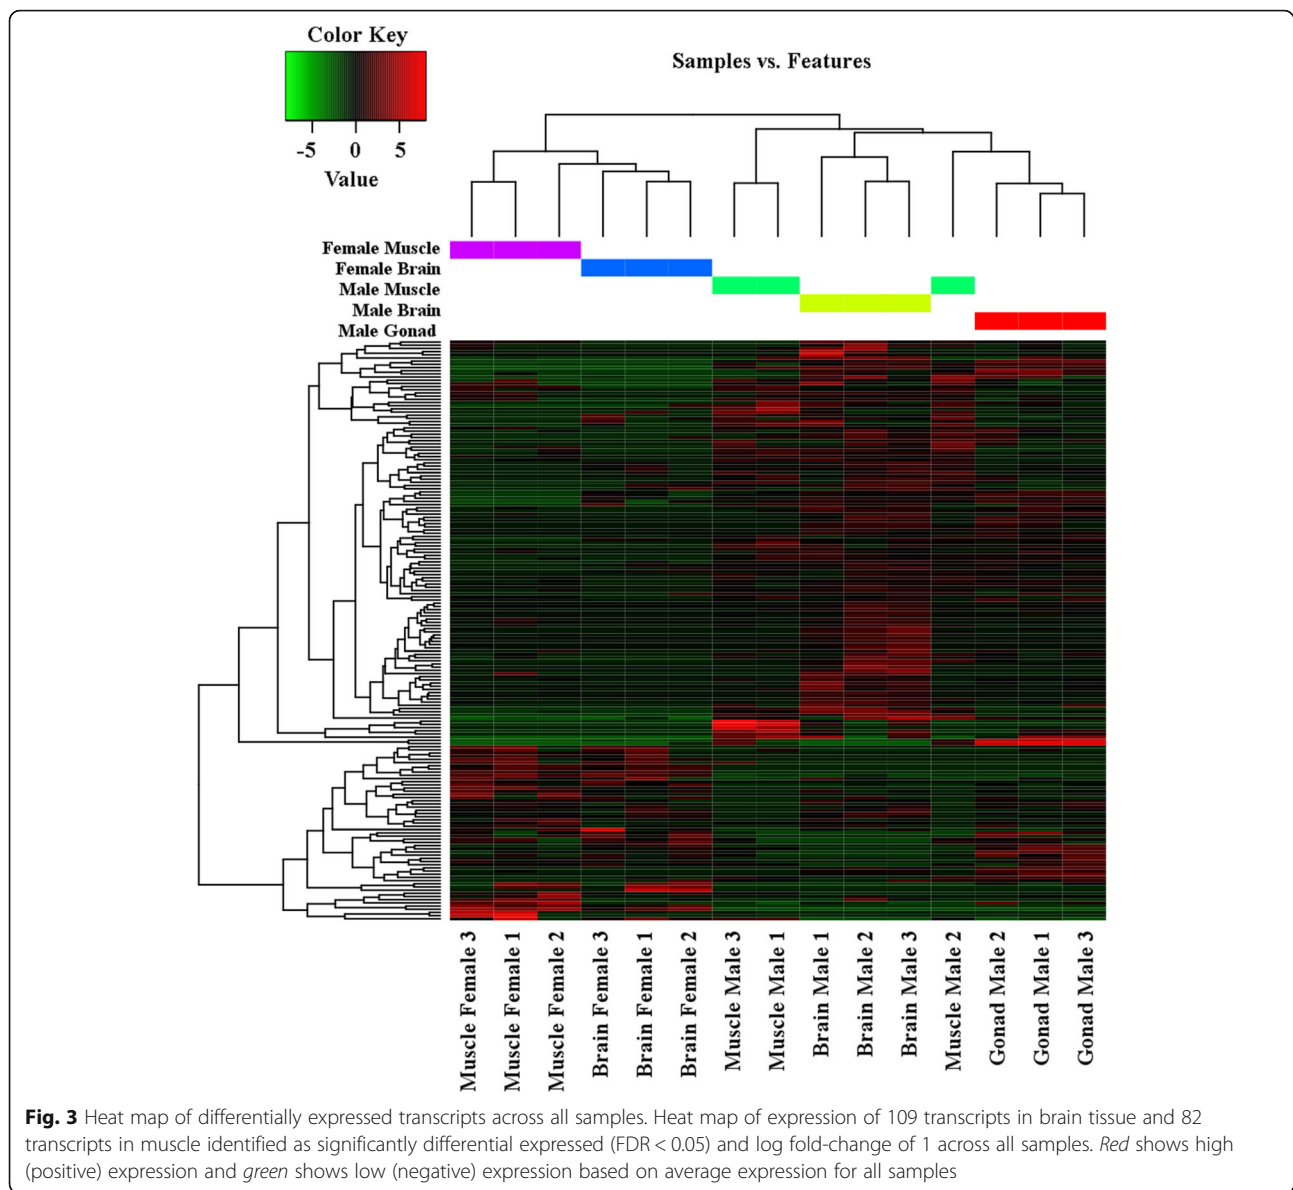 Color Key
-5 0 5
Value
Samples vs. Features
Female Muscle
Female Brain
Male Muscle
Male Brain
Male Gonad
Muscle Female 3
Muscle Female 1
Muscle Female 2
Brain Female 3
Brain Female 1
Brain Female 2
Muscle Male 3
Muscle Male 1
Brain Male 1
Brain Male 2
Brain Male 3
Muscle Male 2
Gonad Male 2
Gonad Male 1
Gonad Male 3
Fig. 3 Heat map of differentially expressed transcripts across all samples. Heat map of expression of 109 transcripts in brain tissue and 82
transcripts in muscle identified as significantly differential expressed (FDR < 0.05) and log fold-change of 1 across all samples. Red shows high
(positive) expression and green shows low (negative) expression based on average expression for all samples